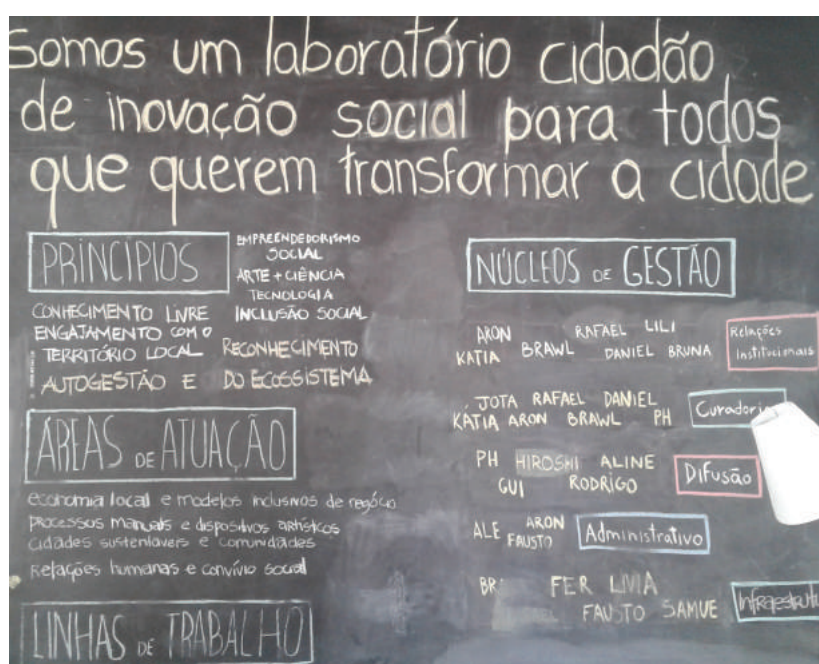 Somos um laboratório cidadão
de inovação social para todos
que querem transformar a cidade
PRINCÍPIOS
EMPREENDEDORISMO
SOCIAL
ARTE + CIÊNCIA
TECNOLOGIA
INCLUSÃO SOCIAL
CONHECIMENTO LIVRE
ENGAJAMENTO COM O
TERRITÓRIO LOCAL
AUTOGESTÃO E RECONHECIMENTO
DO ECOSSISTEMA
ÁREAS DE ATUAÇÃO
economia local e modelos inclusivos de negócio
processos manuais e dispositivos artísticos
cidades sustentáveis e comunidades
Relações humanas e convívio social
LINHAS DE TRABALHO
NÚCLEOS DE GESTÃO
ARON RAFAEL LILI
KATIA BRAWL DANIEL BRUNA
Relações
Institucionais
JOTA RAFAEL DANIEL
KÁTIA ARON BRAWL PH
PH HIROSHI ALINE
GUI RODRIGO
Difusão
ALE ARON
FAUSTO
Administrativo
FER LIVIA
FAUSTO SAMUE